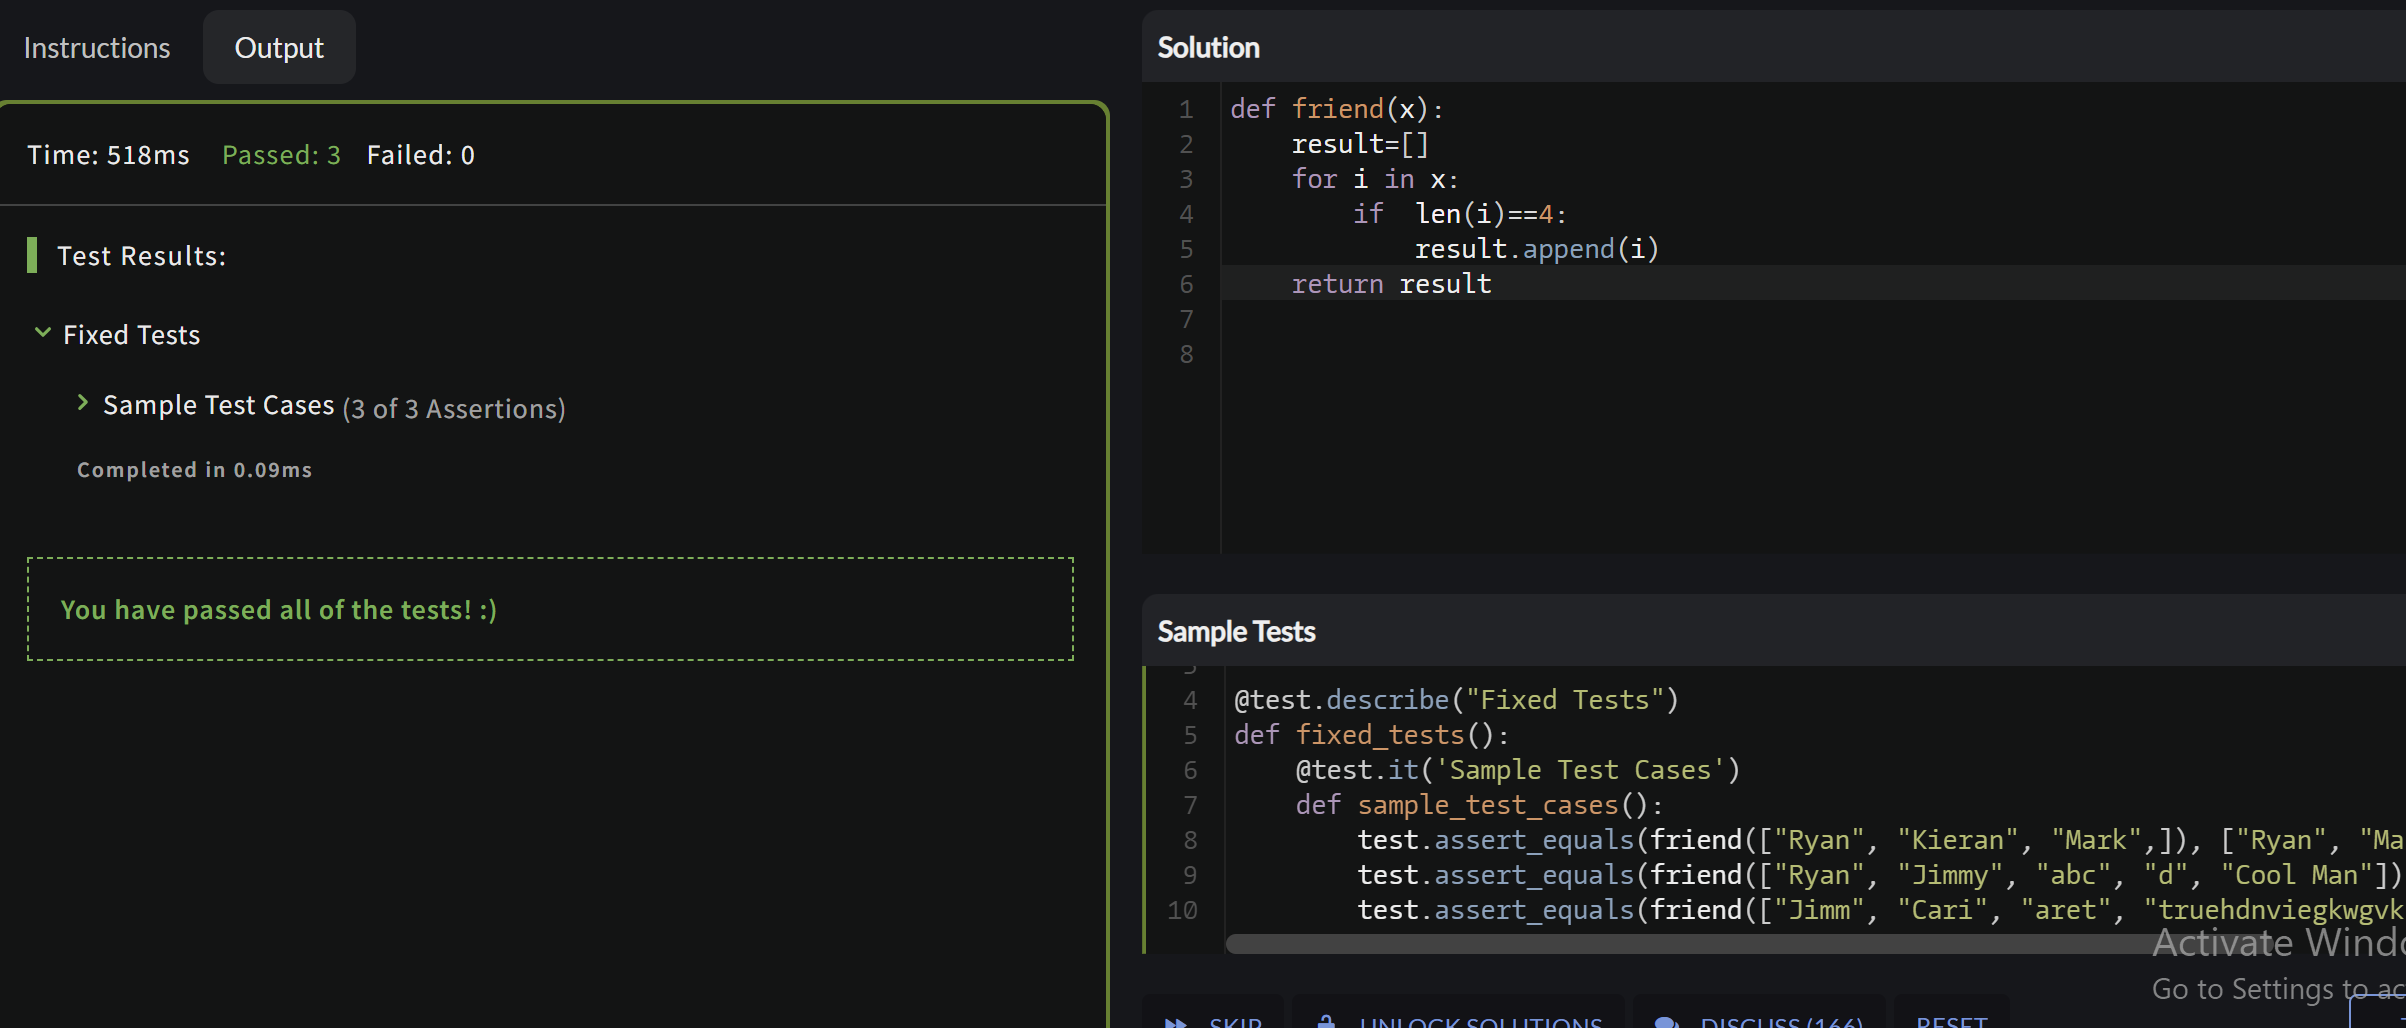 Instructions
Output
Time: 518ms Passed: 3 Failed: 0
Test Results:
Fixed Tests
Sample Test Cases (3 of 3 Assertions)
Completed in 0.09ms
You have passed all of the tests! :)
Solution
1 def friend(x):
2     result=[]
3     for i in x:
4         if  len(i)==4:
5             result.append(i)
6     return result
7
8
Sample Tests
4 @test.describe("Fixed Tests")
5 def fixed_tests():
6     @test.it('Sample Test Cases')
7     def sample_test_cases():
8         test.assert_equals(friend(["Ryan", "Kieran", "Mark",]), ["Ryan", "Ma
9         test.assert_equals(friend(["Ryan", "Jimmy", "abc", "d", "Cool Man"])
10         test.assert_equals(friend(["Jimm", "Cari", "aret", "truehdnviegkwgvk
Activate Windo
Go to Settings to ac
SKIP
UNLOCK SOLUTIONS
DISCUSS (166)
RESET